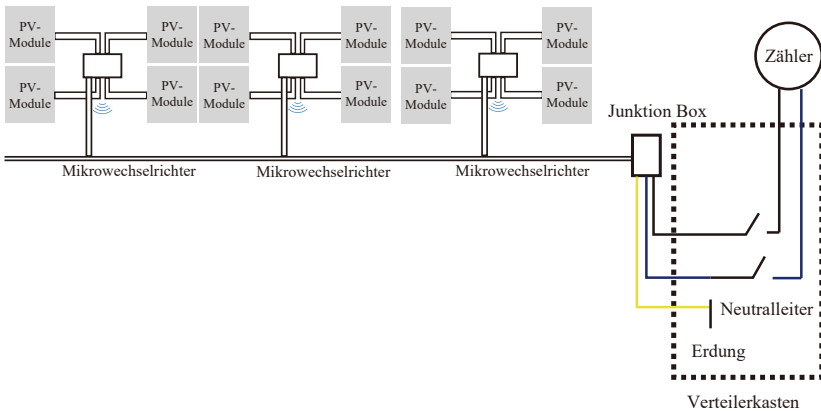 PV-
Module
PV-
Module
PV-
Module
PV-
Module
PV-
Module
PV-
Module
PV-
Module
PV-
Module
PV-
Module
PV-
Module
PV-
Module
PV-
Module
Zähler
Junktion Box
Mikrowechselrichter
Mikrowechselrichter
Mikrowechselrichter
Neutralleiter
Erdung
Verteilerkasten